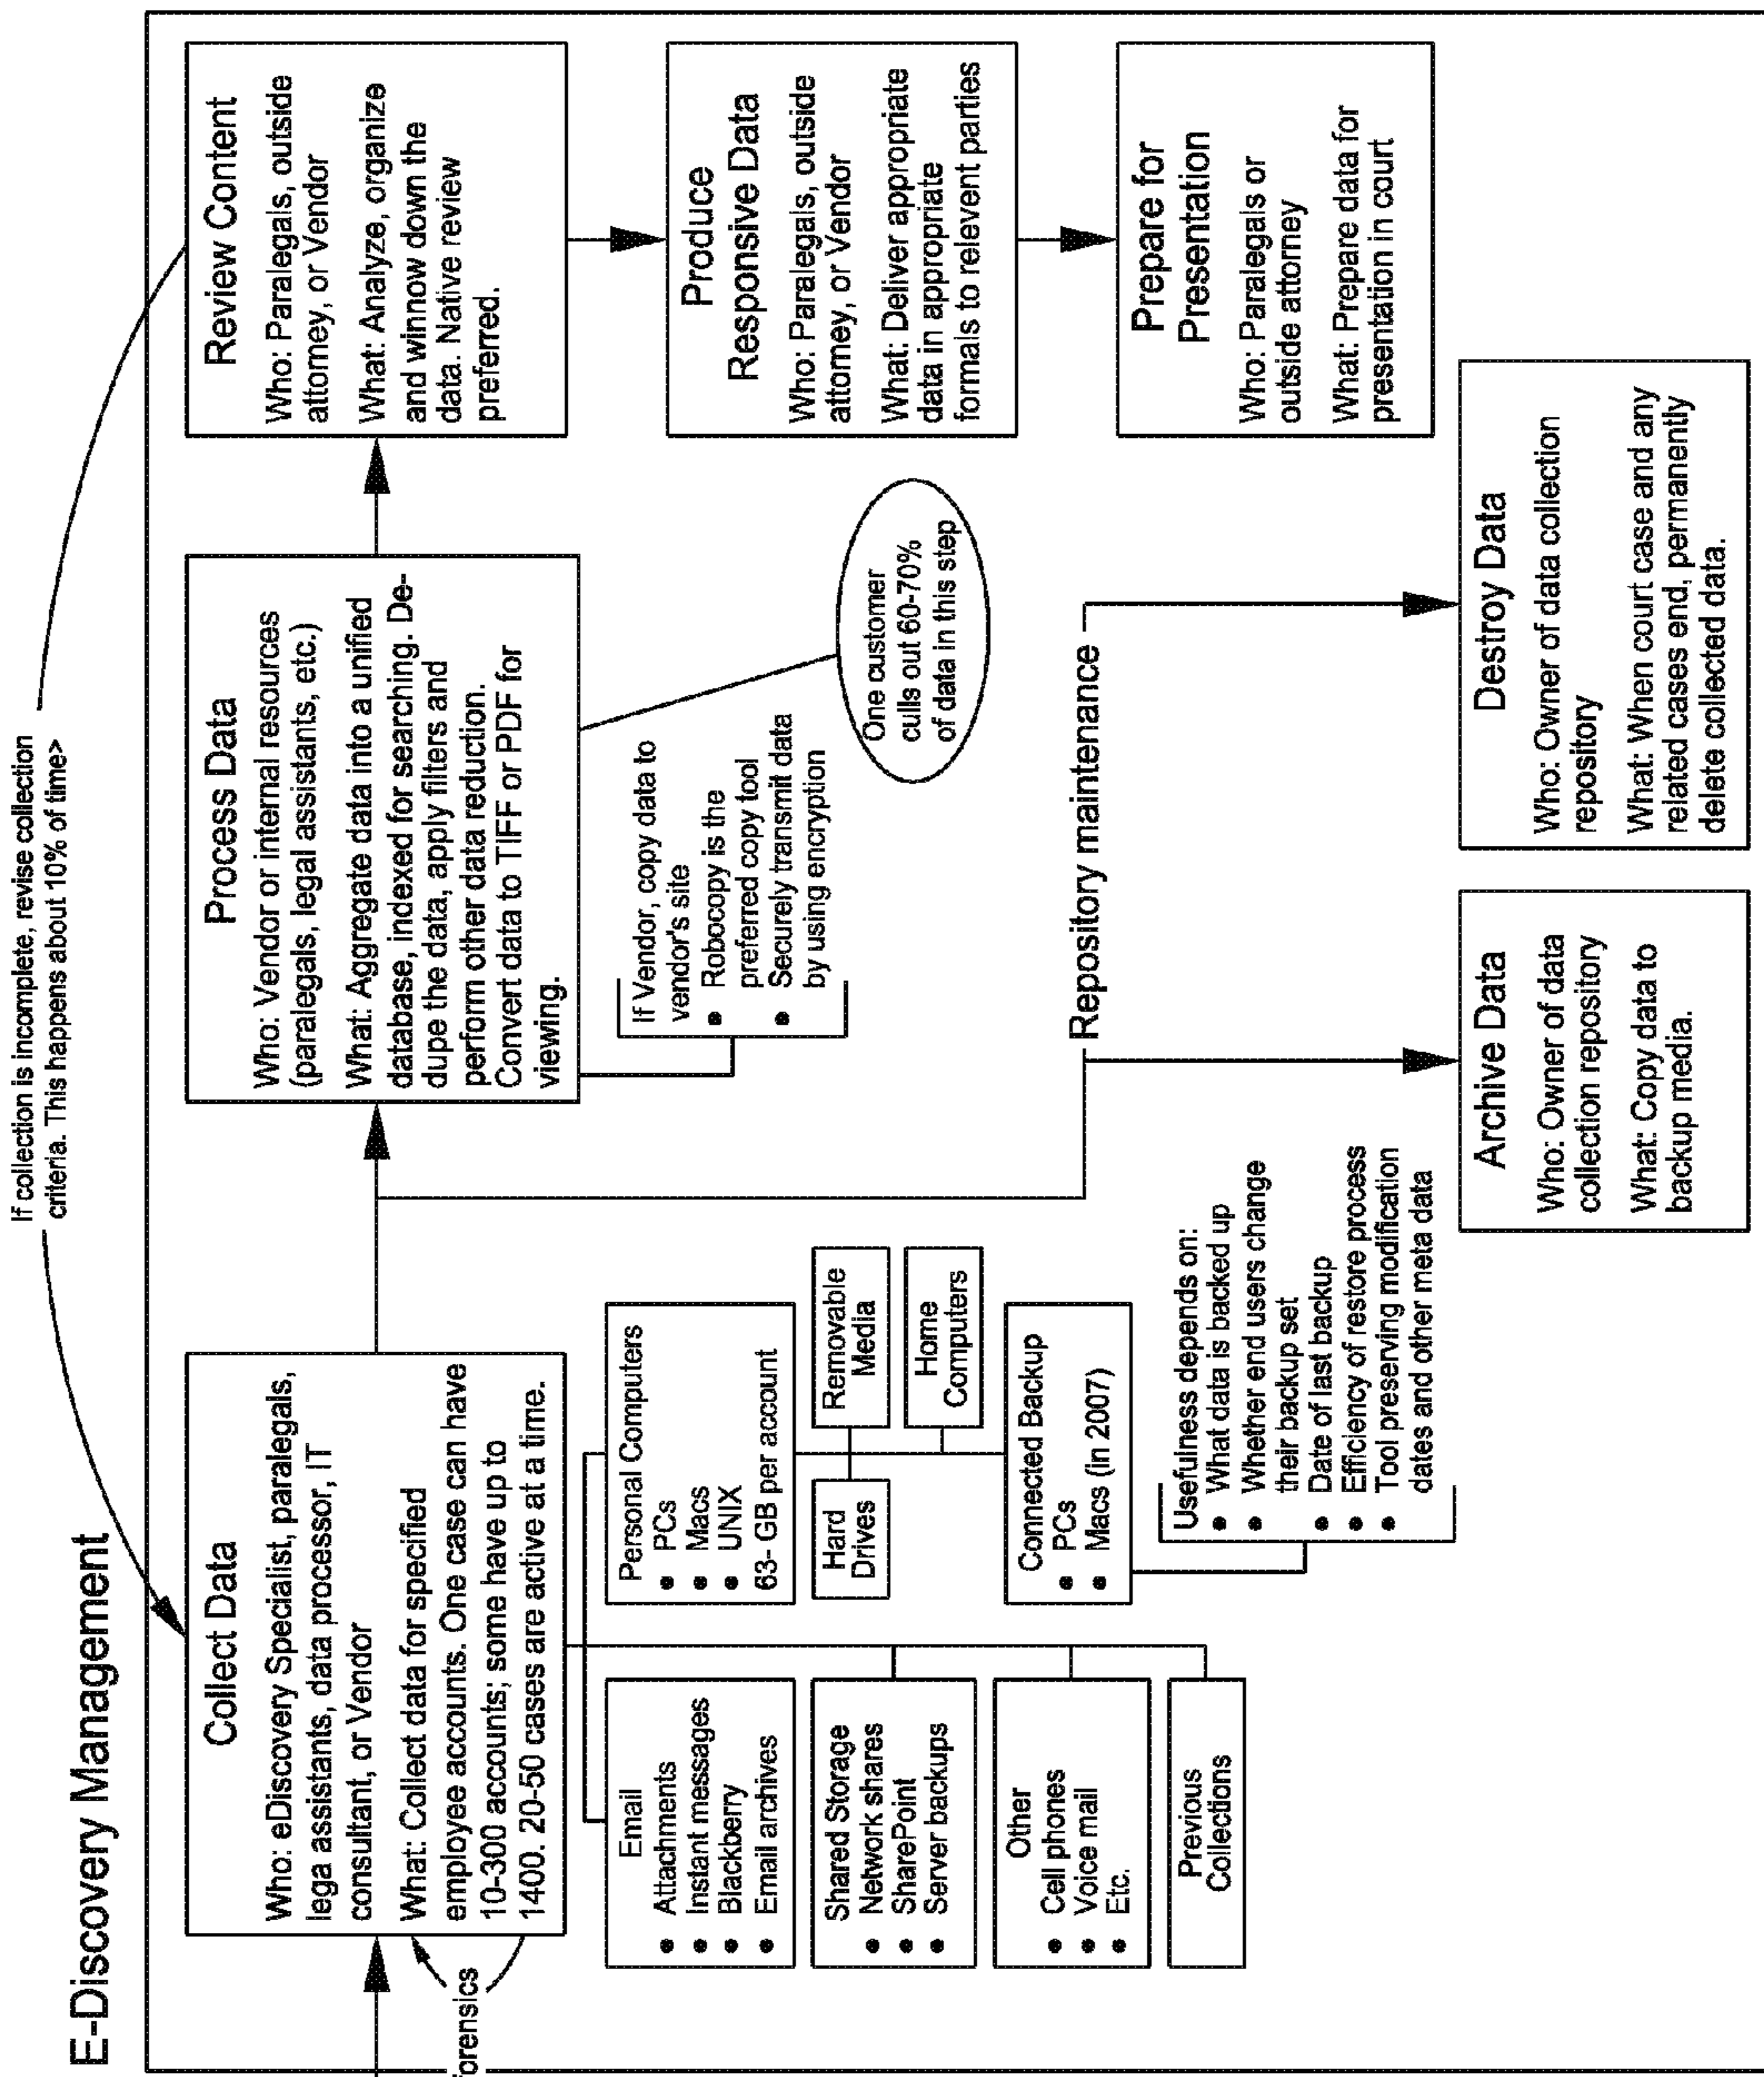 E-Discovery Management
If collection is incomplete, revise collection
criteria. This happens about 10% of time>
Collect Data
Who: eDiscovery Specialist, paralegals,
lega assistants, data processor, IT
consultant, or Vendor
What: Collect data for specified
employee accounts. One case can have
10-300 accounts; some have up to
1400. 20-50 cases are active at a time.
orensics
Email
• Attachments
• Instant messages
• Blackberry
• Email archives
Shared Storage
• Network shares
• SharePoint
• Server backups
Other
• Cell phones
• Voice mail
• Etc.
Previous
Collections
Personal Computers
• PCs
• Macs
• UNIX
63- GB per account
Hard
Drives
Removable
Media
Home
Computers
Connected Backup
• PCs
• Macs (in 2007)
Usefulness depends on:
• What data is backed up
• Whether end users change
their backup set
• Date of last backup
• Efficiency of restore process
• Tool preserving modification
dates and other meta data
Process Data
Who: Vendor or internal resources
(paralegals, legal assistants, etc.)
What: Aggregate data into a unified
database, indexed for searching. De-
dupe the data, apply filters and
perform other data reduction.
Convert data to TIFF or PDF for
viewing.
If Vendor, copy data to
vendor's site
• Robocopy is the
preferred copy tool
• Securely transmit data
by using encryption
One customer
culls out 60-70%
of data in this step
Review Content
Who: Paralegals, outside
attorney, or Vendor
What: Analyze, organize
and winnow down the
data. Native review
preferred.
Produce
Responsive Data
Who: Paralegals, outside
attorney, or Vendor
What: Deliver appropriate
data in appropriate
formals to relevent parties
Prepare for
Presentation
Who: Paralegals or
outside attorney
What: Prepare data for
presentation in court
Repository maintenance
Archive Data
Who: Owner of data
collection repository
What: Copy data to
backup media.
Destroy Data
Who: Owner of data collection
repository
What: When court case and any
related cases end, permanently
delete collected data.